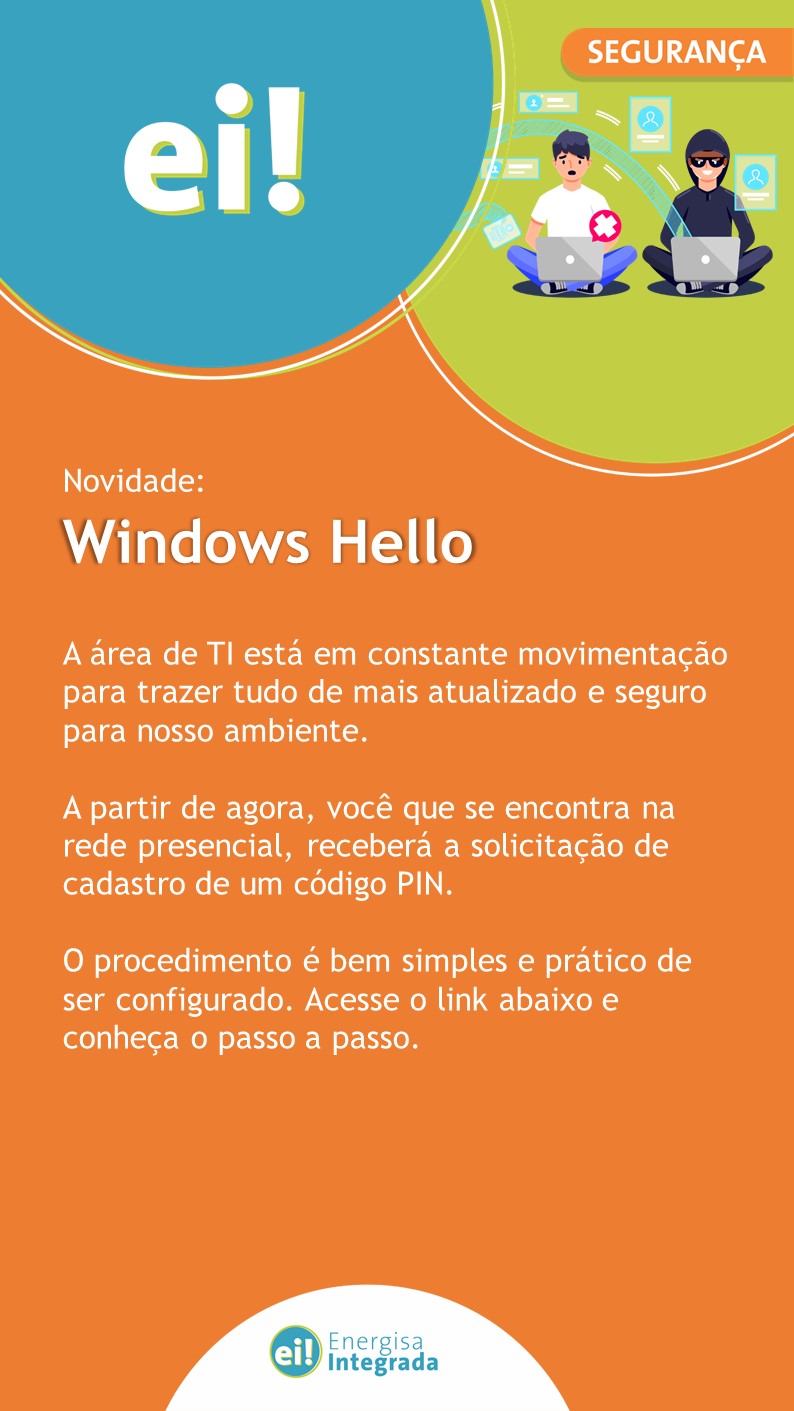 SEGURANÇA
ei!
Novidade:
Windows Hello
A área de TI está em constante movimentação
para trazer tudo de mais atualizado e seguro
para nosso ambiente.
A partir de agora, você que se encontra na
rede presencial, receberá a solicitação de
cadastro de um código PIN.
O procedimento é bem simples e prático de
ser configurado. Acesse o link abaixo e
conheça o passo a passo.
ei! Energisa
Integrada